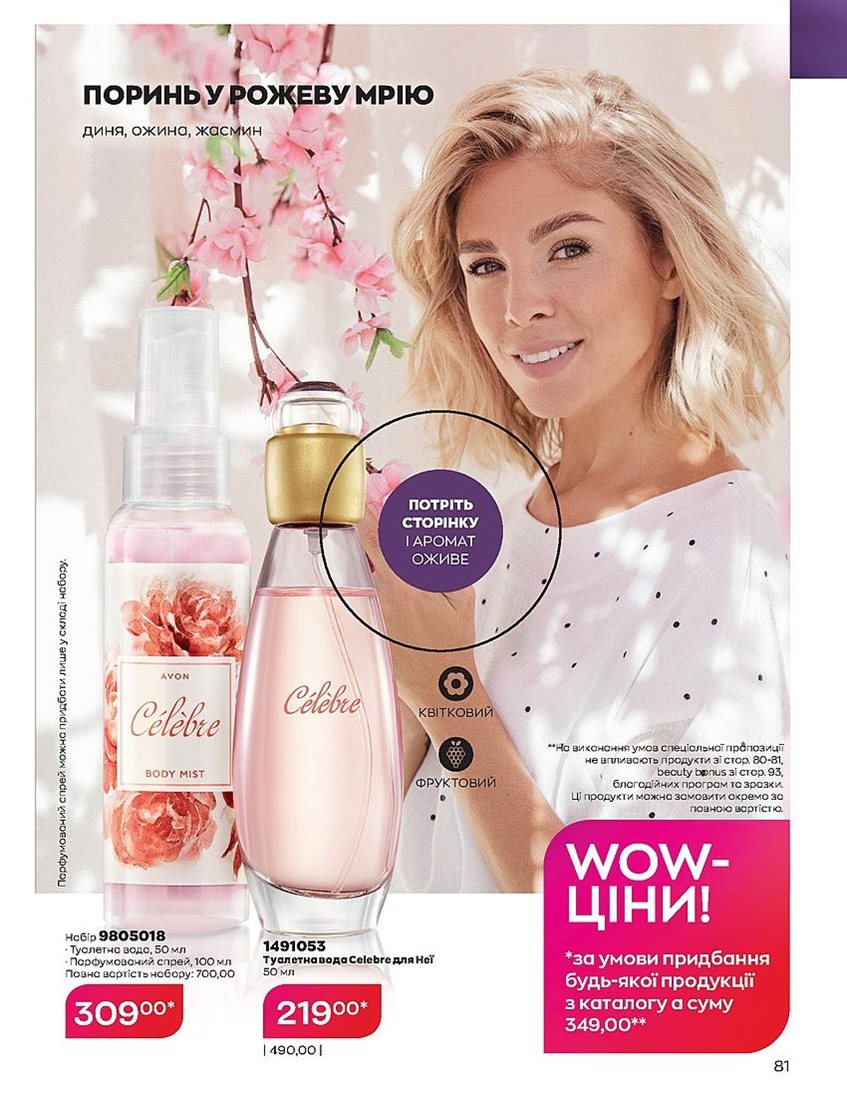 ПОРИНЬ У РОЖЕВУ МРІЮ
диня, ожина, жасмин
ПОТРІТЬ
СТОРІНКУ
І АРОМАТ
ОЖИВЕ
AVON
Célèbre
BODY MIST
Célèbre
КВІТКОВИЙ
ФРУКТОВИЙ
Парфумований спрей можна придбати лише у складі набору.
**На виконання умов спеціальної пропозиції
не впливають продукти зі стор. 80-81,
beauty bonus зі стор. 93,
благодійних програм та зразки.
Ці продукти можна замовити окремо за
повною вартістю.
WOW-
ЦІНИ!
*за умови придбання
будь-якої продукції
з каталогу а суму
349,00**
Набір 9805018
· Туалетна вода, 50 мл
· Парфумований спрей, 100 мл
Повна вартість набору: 700,00
30900*
1491053
Туалетна вода Celebre для Неї
50 мл
21900*
| 490,00 |
81